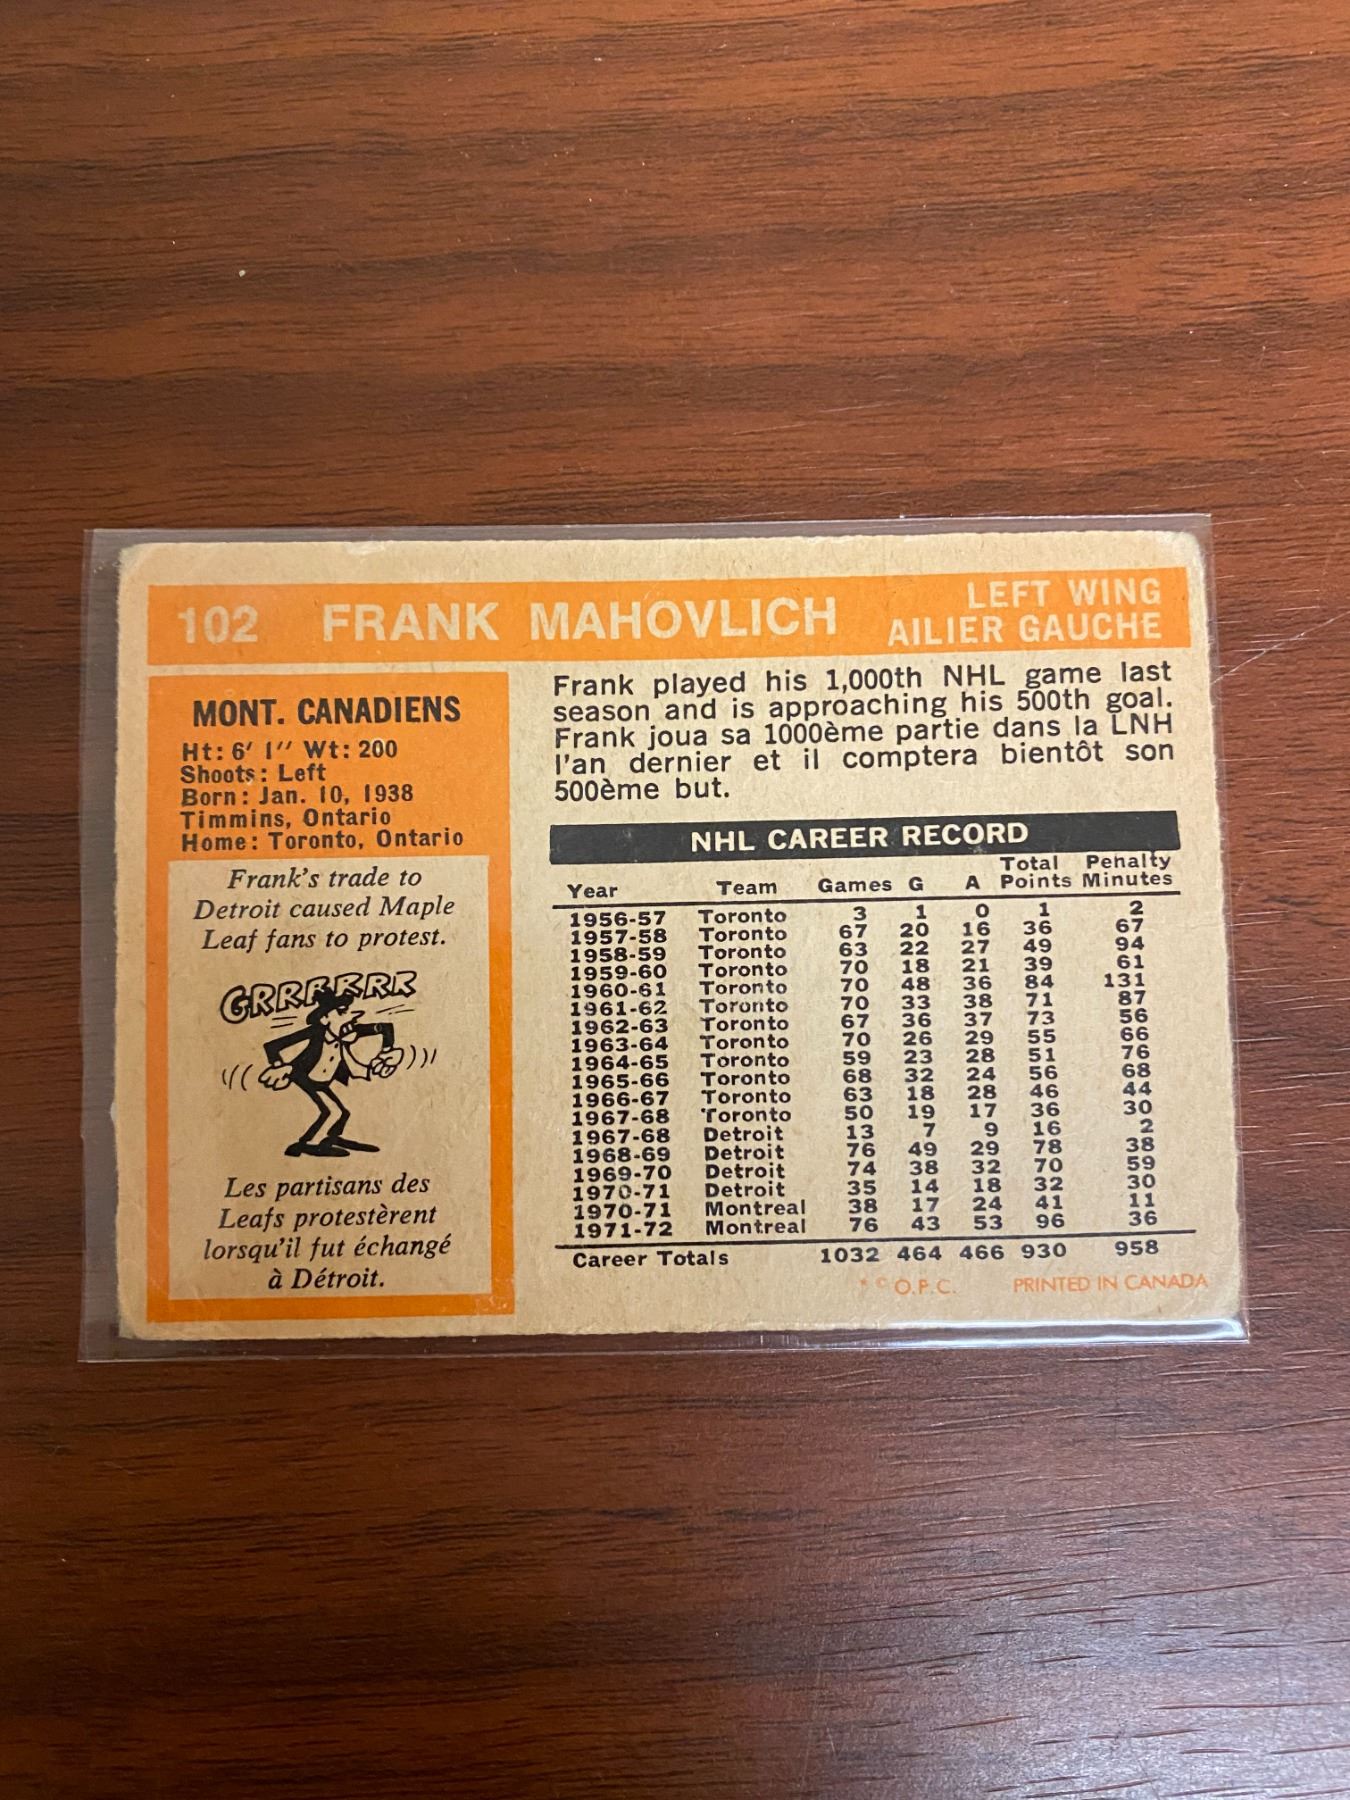 102 FRANK MAHOVLICH LEFT WING
AILIER GAUCHE
MONT. CANADIENS
Ht: 6' 1'' Wt: 200
Shoots: Left
Born: Jan. 10, 1938
Timmins, Ontario
Home: Toronto, Ontario
Frank's trade to
Detroit caused Maple
Leaf fans to protest.
GRRRRRR
Les partisans des
Leafs protestèrent
lorsqu'il fut échangé
à Détroit.
Frank played his 1,000th NHL game last
season and is approaching his 500th goal.
Frank joua sa 1000ème partie dans la LNH
l'an dernier et il comptera bientôt son
500ème but.
NHL CAREER RECORD
Year Team Games G A Total Points Penalty Minutes
1956-57 Toronto 3 1 0 1 2
1957-58 Toronto 67 20 16 36 67
1958-59 Toronto 63 22 27 49 94
1959-60 Toronto 70 18 21 39 61
1960-61 Toronto 70 48 36 84 131
1961-62 Toronto 70 33 38 71 87
1962-63 Toronto 67 36 37 73 56
1963-64 Toronto 70 26 29 55 66
1964-65 Toronto 59 23 28 51 76
1965-66 Toronto 68 32 24 56 68
1966-67 Toronto 63 18 28 46 44
1967-68 Toronto 50 19 17 36 30
1967-68 Detroit 13 7 9 16 2
1968-69 Detroit 76 49 29 78 38
1969-70 Detroit 74 38 32 70 59
1970-71 Detroit 35 14 18 32 30
1970-71 Montreal 38 17 24 41 11
1971-72 Montreal 76 43 53 96 36
Career Totals 1032 464 466 930 958
* © O.P.C. PRINTED IN CANADA